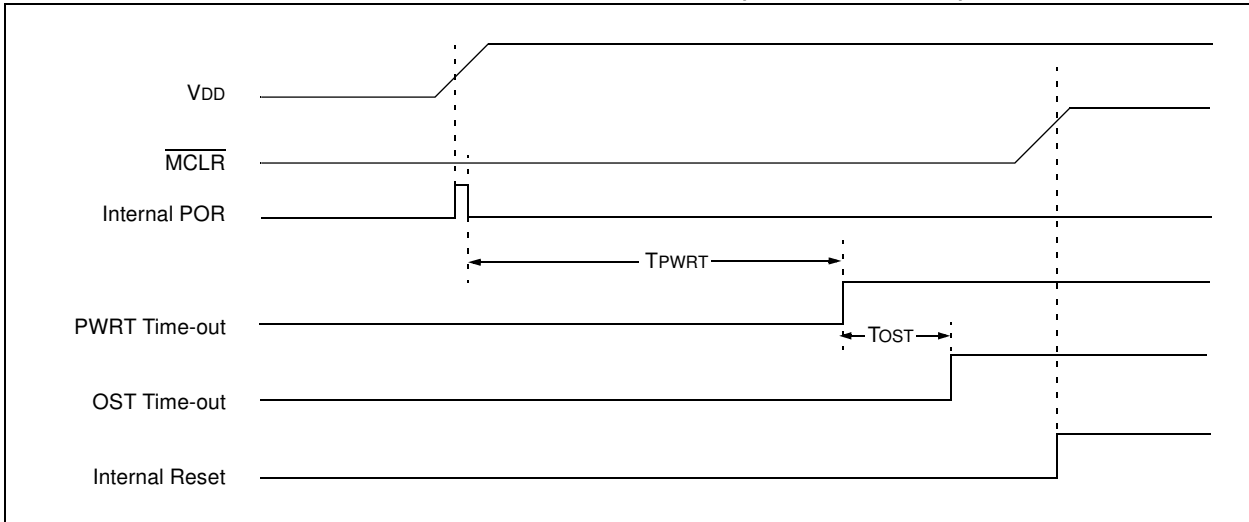 VDD
MCLR
Internal POR
TPWRT
PWRT Time-out
TOST
OST Time-out
Internal Reset